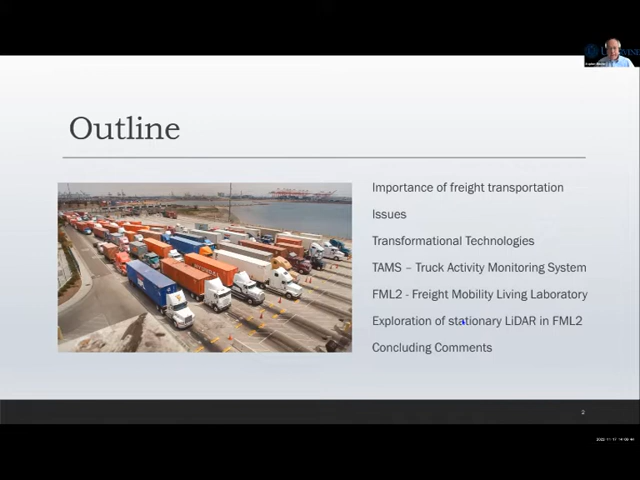 Outline
Importance of freight transportation
Issues
Transformational Technologies
TAMS – Truck Activity Monitoring System
FML2 - Freight Mobility Living Laboratory
Exploration of stationary LiDAR in FML2
Concluding Comments
2